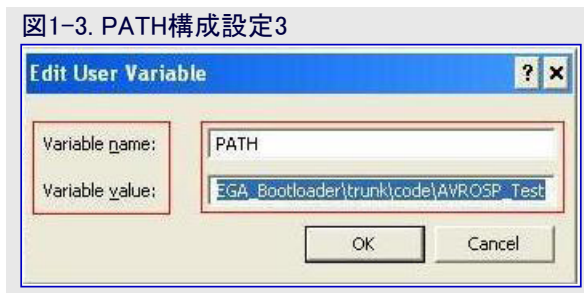 図1-3. PATH構成設定3
Edit User Variable
Variable name: PATH
Variable value: EGA_Bootloader\trunk\code\AVROSP_Test
OK Cancel